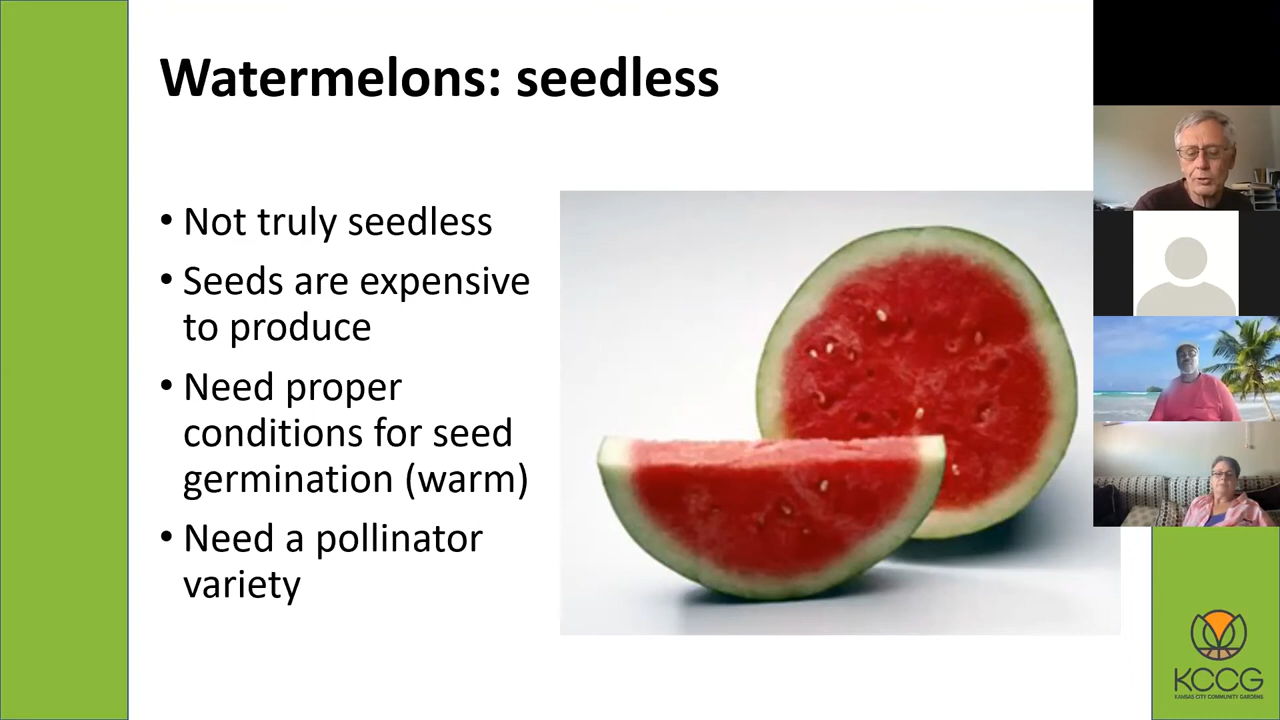 Watermelons: seedless
• Not truly seedless
• Seeds are expensive
to produce
• Need proper
conditions for seed
germination (warm)
• Need a pollinator
variety
KCCG
KANSAS CITY COMMUNITY GARDENS